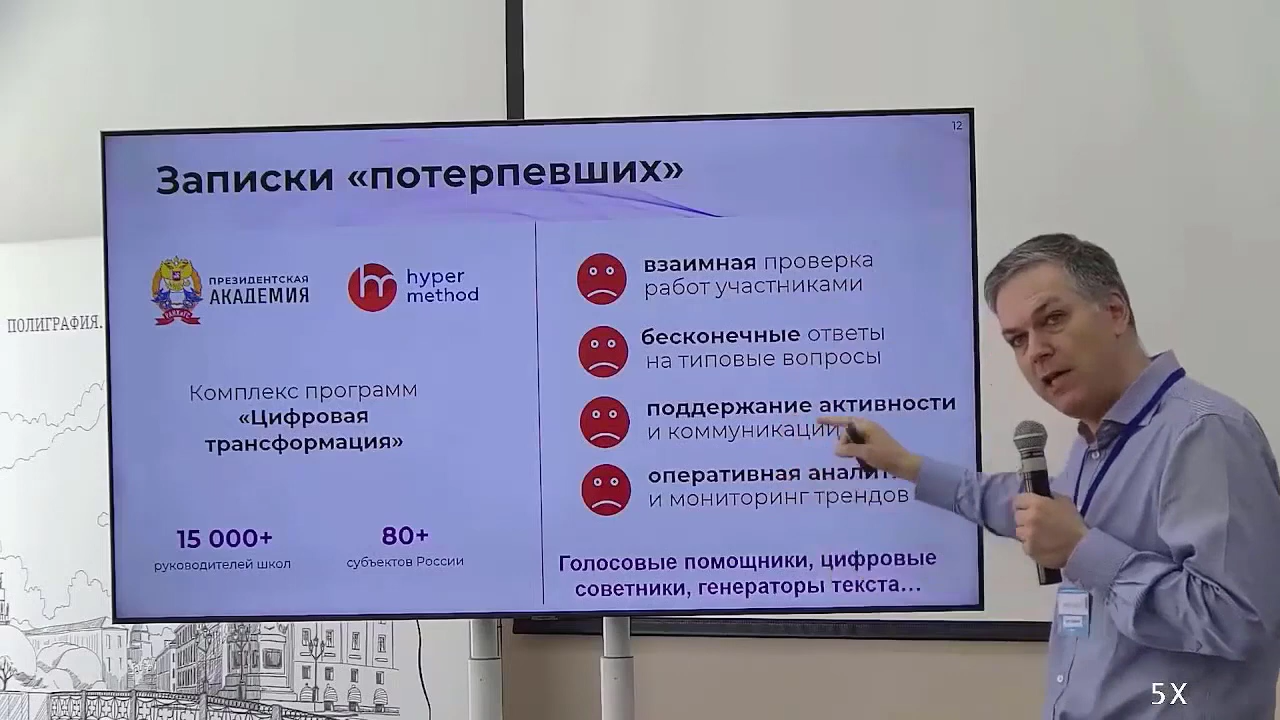 12
Записки «потерпевших»
ПРЕЗИДЕНТСКАЯ
АКАДЕМИЯ
РАНХиГС
hyper
method
Комплекс программ
«Цифровая
трансформация»
15 000+
руководителей школ
80+
субъектов России
взаимная проверка
работ участниками
бесконечные ответы
на типовые вопросы
поддержание активности
и коммуникации
оперативная
и мониторинг трендов
Голосовые помощники, цифровые
советники, генераторы текста...
ПОЛИГРАФИЯ.
5X